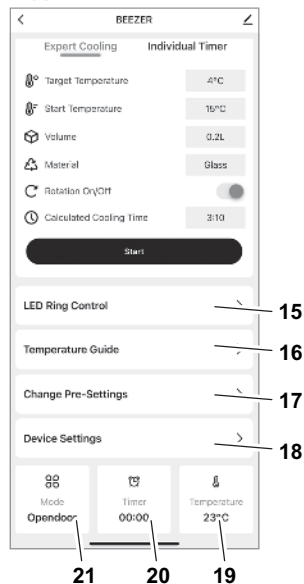 BEEZER
Expert Cooling Individual Timer
Target Temperature 4°C
Start Temperature 15°C
Volume 0.2L
Material Glass
Rotation On/Off
Calculated Cooling Time 3:10
Start
LED Ring Control
15
Temperature Guide
16
Change Pre-Settings
17
Device Settings
18
Mode Timer Temperature
Opendoor 00:00 23°C
21 20 19